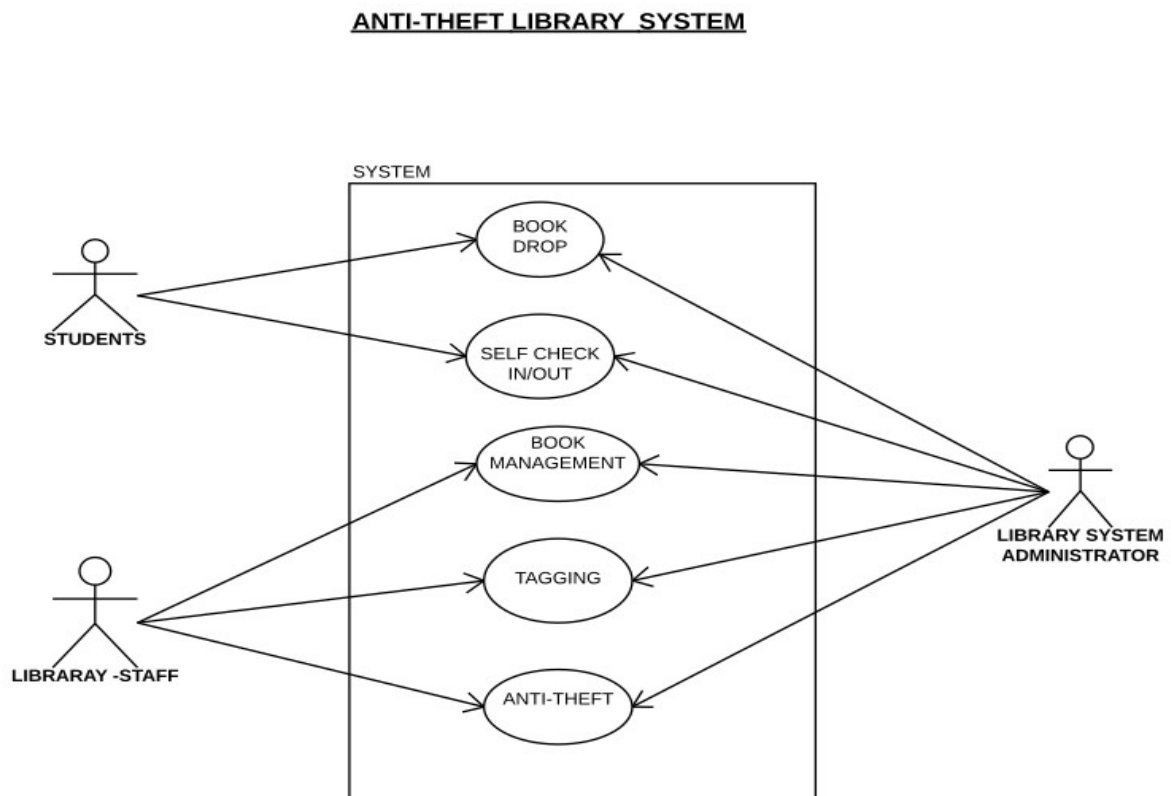 ANTI-THEFT LIBRARY SYSTEM
SYSTEM
BOOK
DROP
STUDENTS
SELF CHECK
IN/OUT
BOOK
MANAGEMENT
LIBRARY SYSTEM
ADMINISTRATOR
TAGGING
LIBRARAY -STAFF
ANTI-THEFT